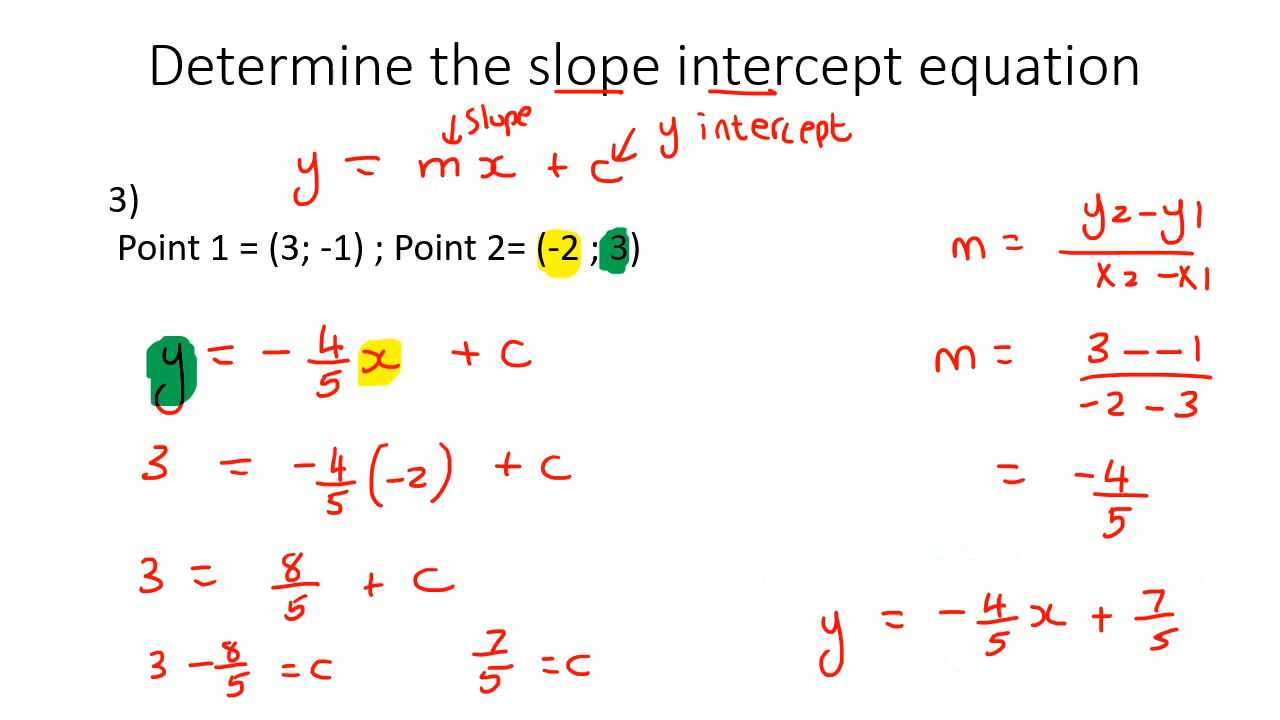 Determine the slope intercept equation
slope
y intercept
y = mx + c
3)
Point 1 = (3; -1) ; Point 2= (-2 ; 3)
y = - 4/5 x + c
3 = - 4/5 (-2) + c
3 = 8/5 + c
3 - 8/5 = c
7/5 = c
m = y2 - y1 / x2 - x1
m = 3 - - 1 / -2 - 3
= -4/5
y = - 4/5 x + 7/5